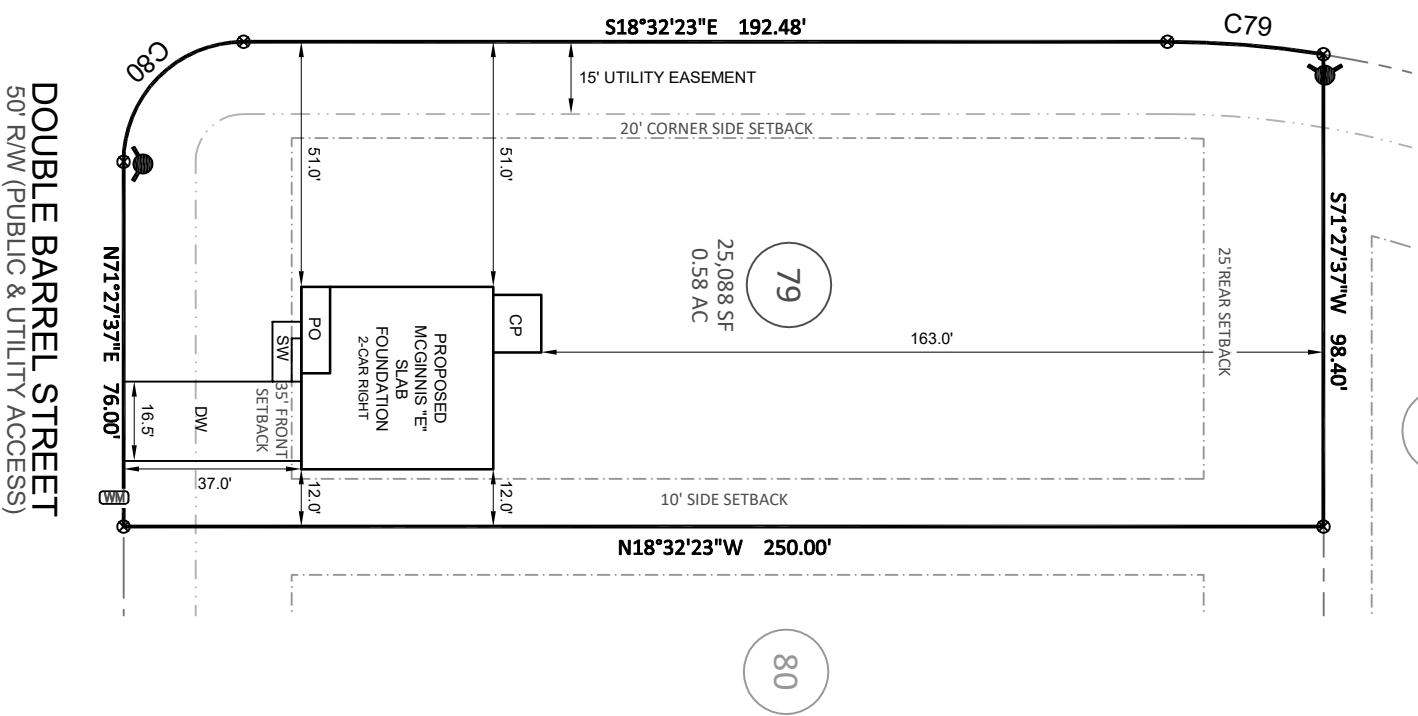 S18°32'23"E 192.48'
C79
C80
15' UTILITY EASEMENT
20' CORNER SIDE SETBACK
51.0'
51.0'
S71°27'37"W 98.40'
25'REAR SETBACK
79
25,088 SF
0.58 AC
163.0'
CP
PO
SW
PROPOSED
MCGINNIS "E"
SLAB
FOUNDATION
2-CAR RIGHT
35' FRONT
SETBACK
DW
16.5'
37.0'
12.0'
12.0'
10' SIDE SETBACK
WM
N71°27'37"E 76.00'
N18°32'23"W 250.00'
DOUBLE BARREL STREET
50' R/W (PUBLIC & UTILITY ACCESS)
80